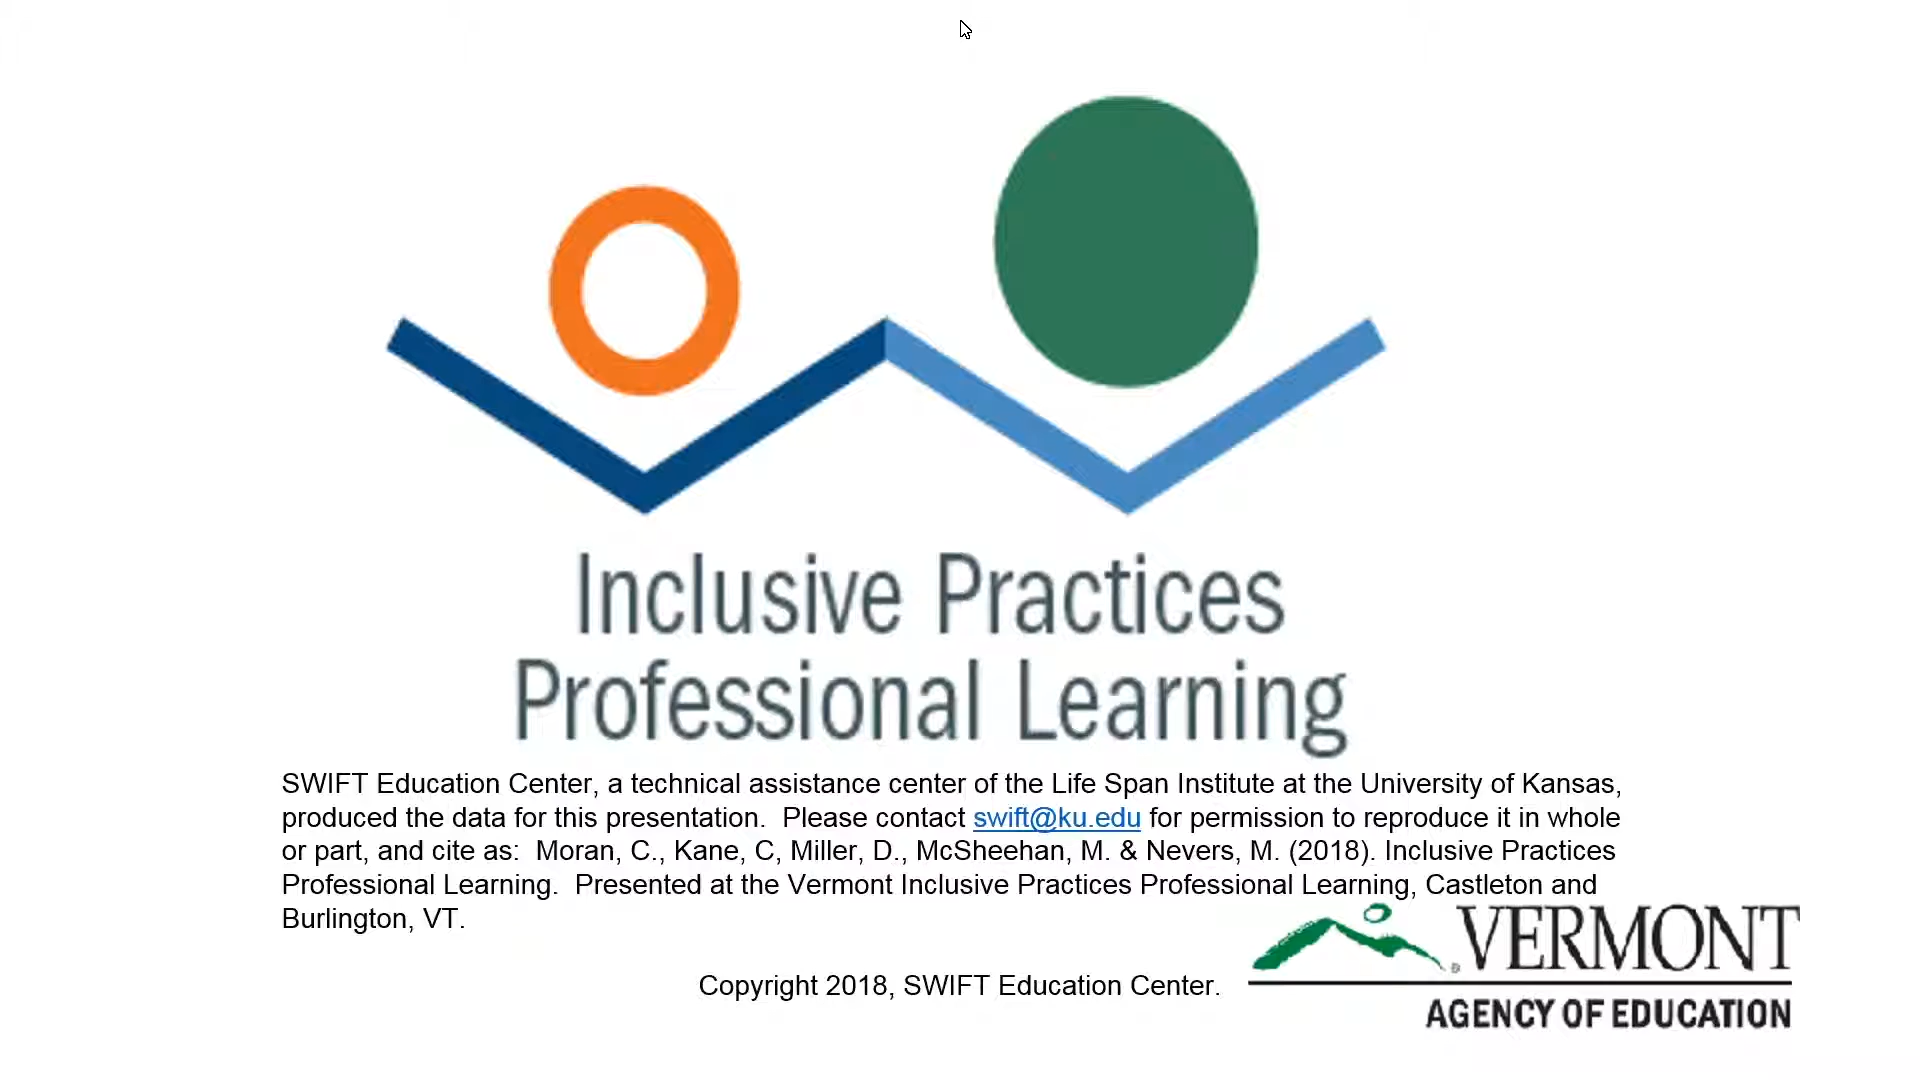 Inclusive Practices
Professional Learning
SWIFT Education Center, a technical assistance center of the Life Span Institute at the University of Kansas,
produced the data for this presentation.  Please contact swift@ku.edu for permission to reproduce it in whole
or part, and cite as:  Moran, C., Kane, C, Miller, D., McSheehan, M. & Nevers, M. (2018). Inclusive Practices
Professional Learning.  Presented at the Vermont Inclusive Practices Professional Learning, Castleton and
Burlington, VT.
Copyright 2018, SWIFT Education Center.
VERMONT
AGENCY OF EDUCATION